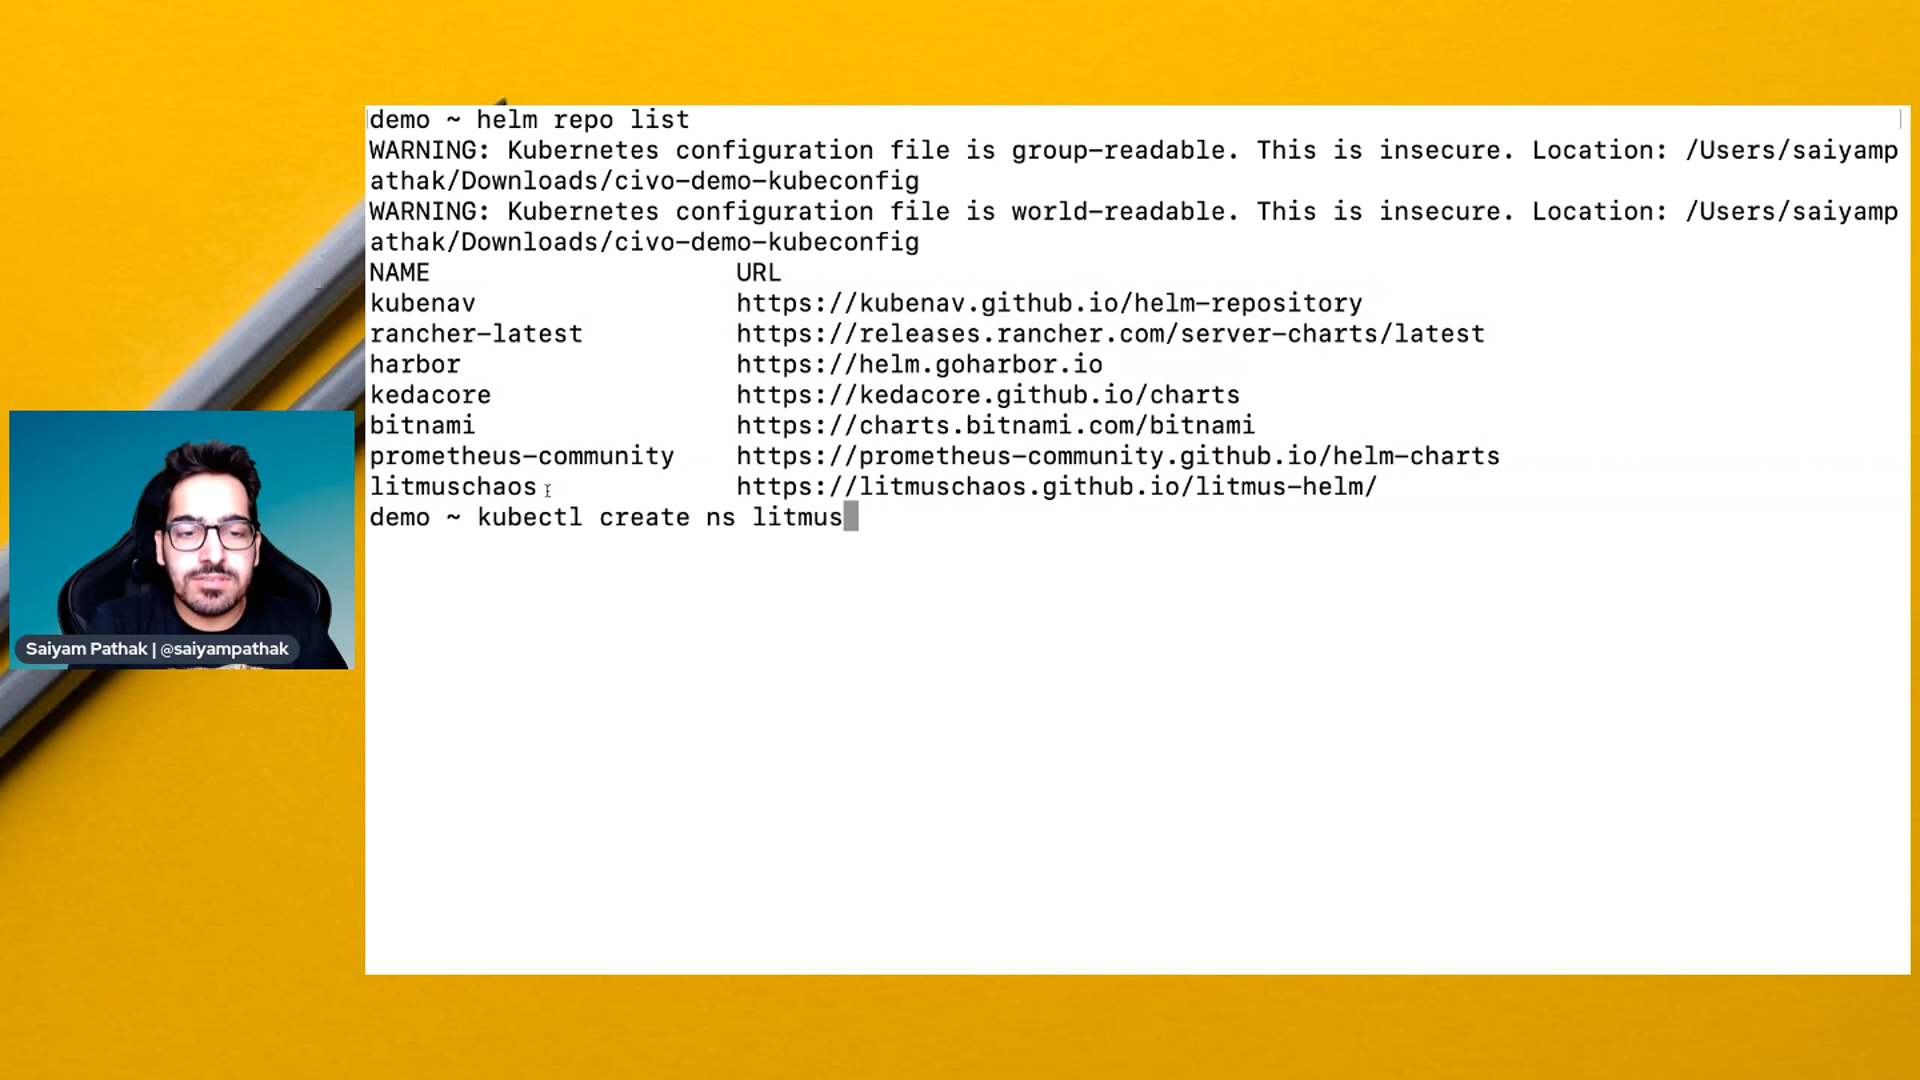 demo ~ helm repo list
WARNING: Kubernetes configuration file is group-readable. This is insecure. Location: /Users/saiyamp
athak/Downloads/civo-demo-kubeconfig
WARNING: Kubernetes configuration file is world-readable. This is insecure. Location: /Users/saiyamp
athak/Downloads/civo-demo-kubeconfig
NAME URL
kubenav https://kubenav.github.io/helm-repository
rancher-latest https://releases.rancher.com/server-charts/latest
harbor https://helm.goharbor.io
kedacore https://kedacore.github.io/charts
bitnami https://charts.bitnami.com/bitnami
prometheus-community https://prometheus-community.github.io/helm-charts
litmuschaos https://litmuschaos.github.io/litmus-helm/
demo ~ kubectl create ns litmus
Saiyam Pathak | @saiyampathak